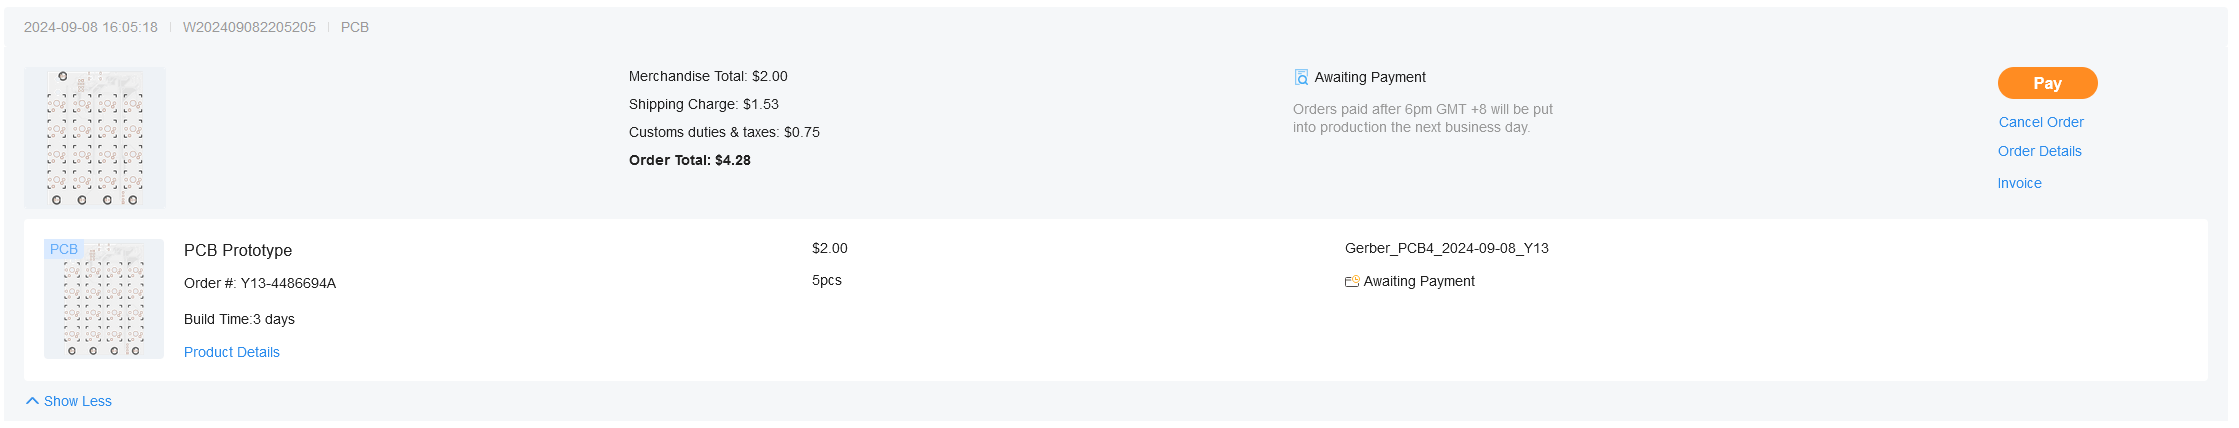 2024-09-08 16:05:18 | W202409082205205 | PCB
Merchandise Total: $2.00
Shipping Charge: $1.53
Customs duties & taxes: $0.75
Order Total: $4.28
Awaiting Payment
Orders paid after 6pm GMT +8 will be put
into production the next business day.
Pay
Cancel Order
Order Details
Invoice
PCB
PCB Prototype
Order #: Y13-4486694A
Build Time:3 days
Product Details
$2.00
5pcs
Gerber_PCB4_2024-09-08_Y13
Awaiting Payment
Show Less